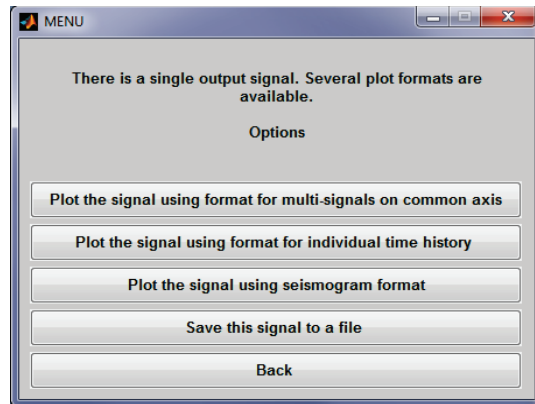 MENU
There is a single output signal. Several plot formats are
available.
Options
Plot the signal using format for multi-signals on common axis
Plot the signal using format for individual time history
Plot the signal using seismogram format
Save this signal to a file
Back